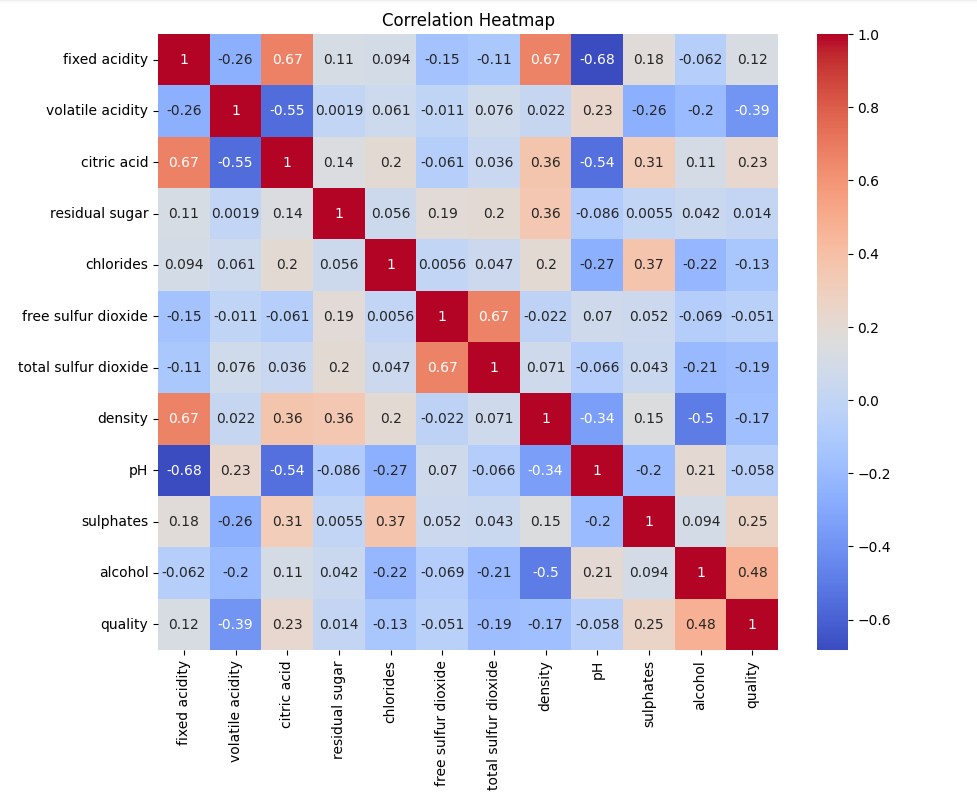 Correlation Heatmap
fixed acidity 1 -0.26 0.67 0.11 0.094 -0.15 -0.11 0.67 -0.68 0.18 -0.062 0.12
volatile acidity -0.26 1 -0.55 0.0019 0.061 -0.011 0.076 0.022 0.23 -0.26 -0.2 -0.39
citric acid 0.67 -0.55 1 0.14 0.2 -0.061 0.036 0.36 -0.54 0.31 0.11 0.23
residual sugar 0.11 0.0019 0.14 1 0.056 0.19 0.2 0.36 -0.086 0.0055 0.042 0.014
chlorides 0.094 0.061 0.2 0.056 1 0.0056 0.047 0.2 -0.27 0.37 -0.22 -0.13
free sulfur dioxide -0.15 -0.011 -0.061 0.19 0.0056 1 0.67 -0.022 0.07 0.052 -0.069 -0.051
total sulfur dioxide -0.11 0.076 0.036 0.2 0.047 0.67 1 0.071 -0.066 0.043 -0.21 -0.19
density 0.67 0.022 0.36 0.36 0.2 -0.022 0.071 1 -0.34 0.15 -0.5 -0.17
pH -0.68 0.23 -0.54 -0.086 -0.27 0.07 -0.066 -0.34 1 -0.2 0.21 -0.058
sulphates 0.18 -0.26 0.31 0.0055 0.37 0.052 0.043 0.15 -0.2 1 0.094 0.25
alcohol -0.062 -0.2 0.11 0.042 -0.22 -0.069 -0.21 -0.5 0.21 0.094 1 0.48
quality 0.12 -0.39 0.23 0.014 -0.13 -0.051 -0.19 -0.17 -0.058 0.25 0.48 1
fixed acidity
volatile acidity
citric acid
residual sugar
chlorides
free sulfur dioxide
total sulfur dioxide
density
pH
sulphates
alcohol
quality
1.0
0.8
0.6
0.4
0.2
0.0
−0.2
−0.4
−0.6